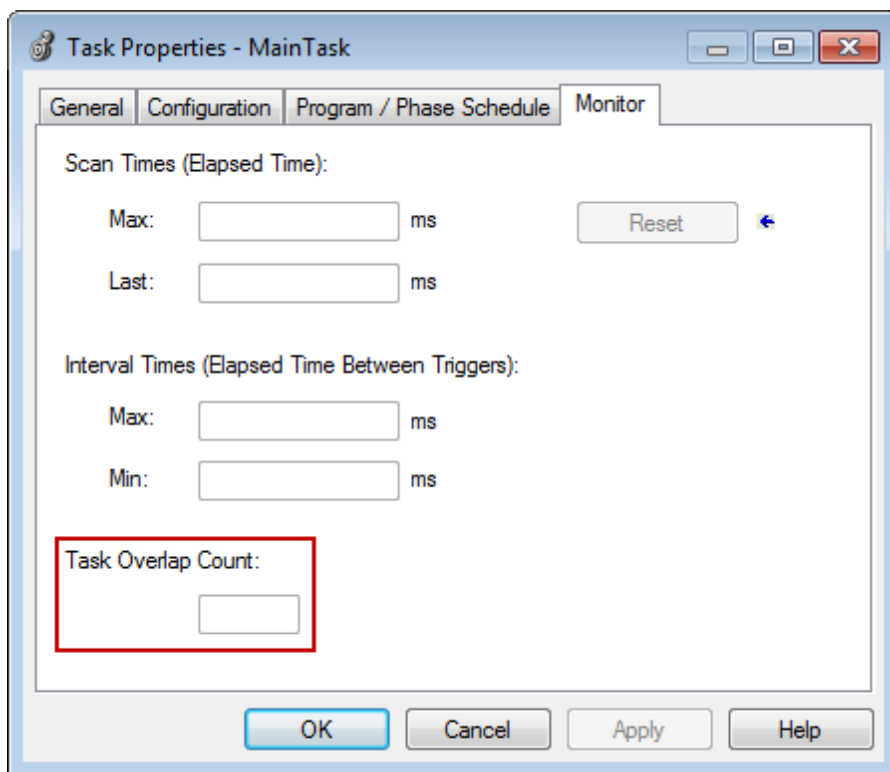 Task Properties - MainTask
General Configuration Program / Phase Schedule Monitor
Scan Times (Elapsed Time):
Max: ms Reset
Last: ms
Interval Times (Elapsed Time Between Triggers):
Max: ms
Min: ms
Task Overlap Count:
OK Cancel Apply Help